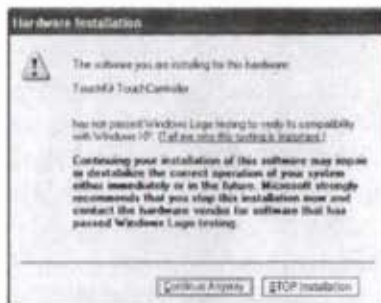 Hardware Installation
The software you are installing for this hardware:
TouchKit TouchController
has not passed Windows Logo testing to verify its compatibility
with Windows XP. (Tell me why this testing is important.)
Continuing your installation of this software may impair
or destabilize the correct operation of your system
either immediately or in the future. Microsoft strongly
recommends that you stop this installation now and
contact the hardware vendor for software that has
passed Windows Logo testing.
Continue Anyway
STOP Installation